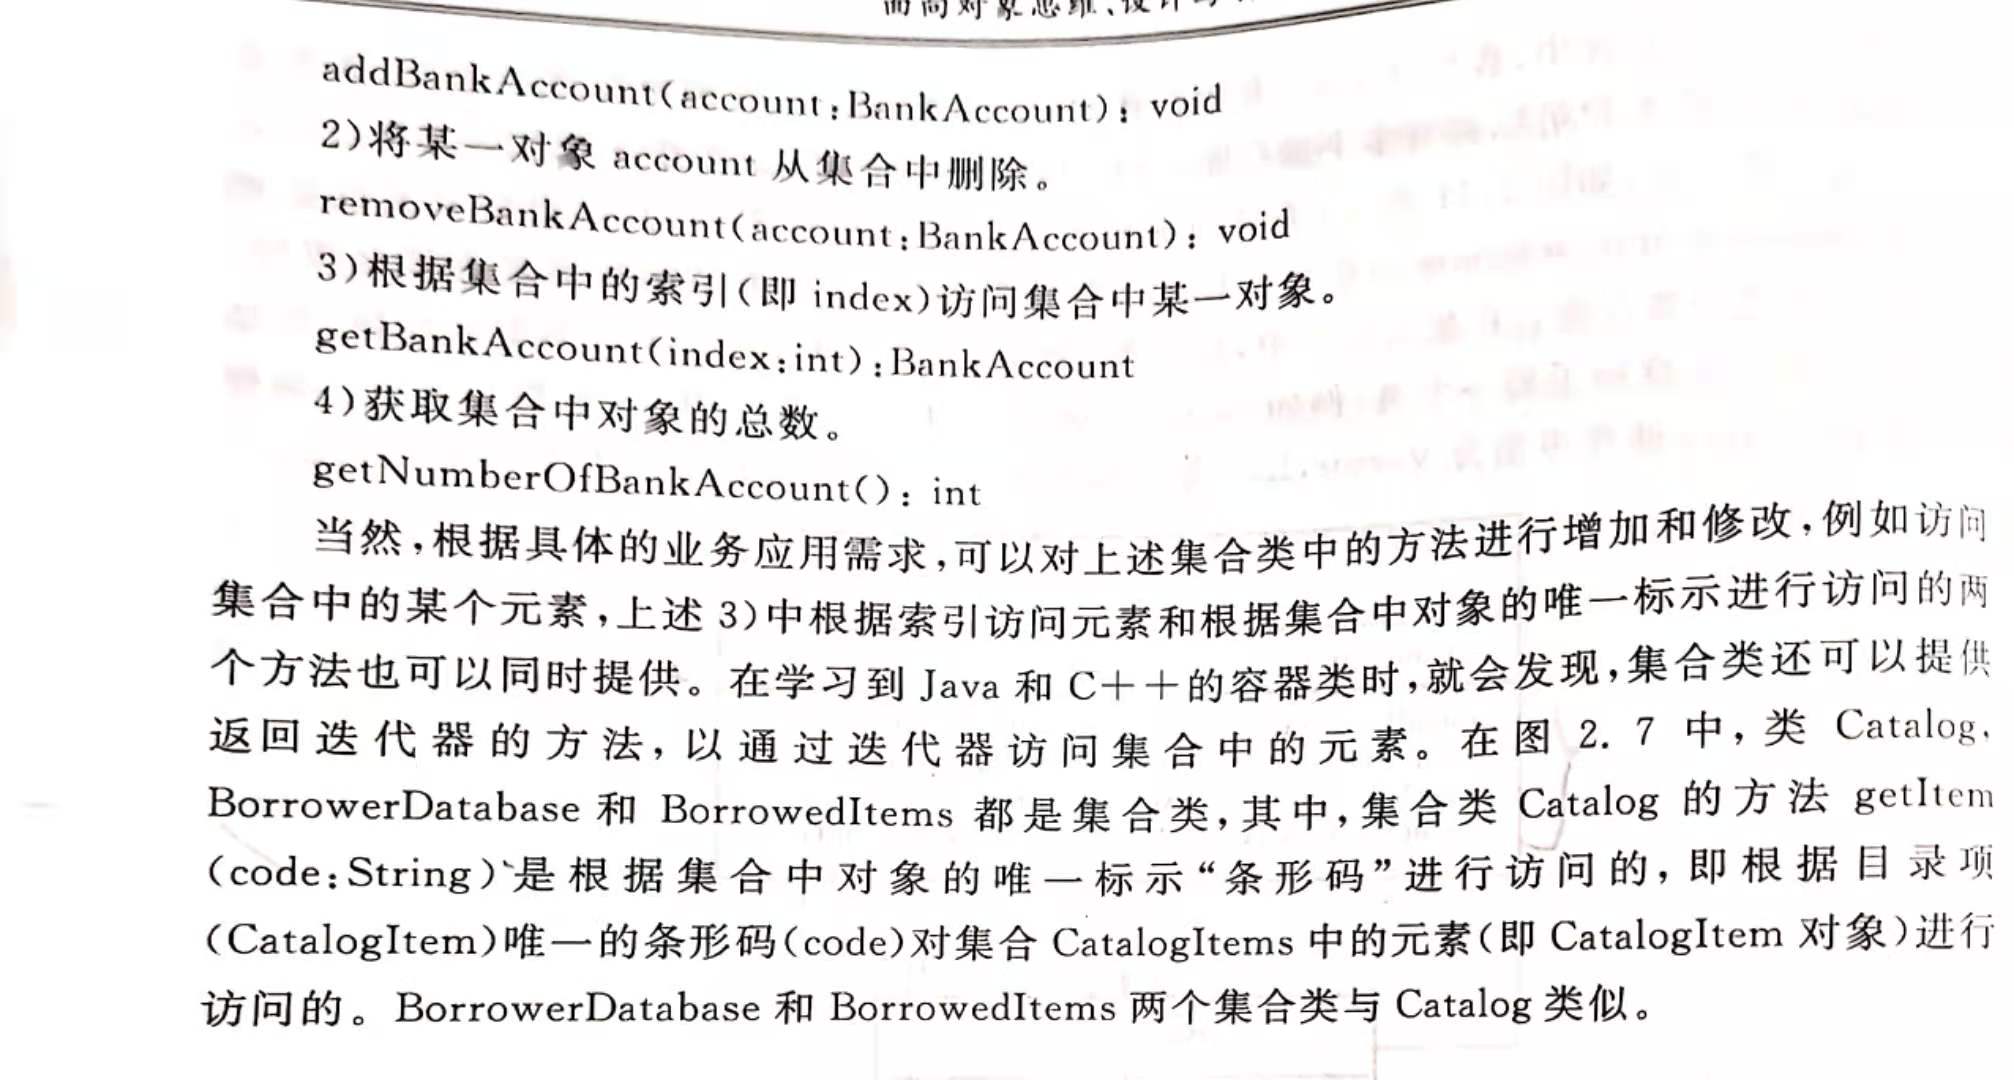 面向对象思维、设计与
addBankAccount(account:BankAccount): void
2)将某一对象 account 从集合中删除。
removeBankAccount(account:BankAccount): void
3)根据集合中的索引(即 index)访问集合中某一对象。
getBankAccount(index:int):BankAccount
4)获取集合中对象的总数。
getNumberOfBankAccount(): int
当然,根据具体的业务应用需求,可以对上述集合类中的方法进行增加和修改,例如访问
集合中的某个元素,上述 3)中根据索引访问元素和根据集合中对象的唯一标示进行访问的两
个方法也可以同时提供。在学习到 Java 和 C++的容器类时,就会发现,集合类还可以提供
返回迭代器的方法,以通过迭代器访问集合中的元素。在图 2.7 中,类 Catalog、
BorrowerDatabase 和 BorrowedItems 都是集合类,其中,集合类 Catalog 的方法 getItem
(code:String)是根据集合中对象的唯一标示“条形码”进行访问的,即根据目录项
(CatalogItem)唯一的条形码(code)对集合 CatalogItems 中的元素(即 CatalogItem 对象)进行
访问的。BorrowerDatabase 和 BorrowedItems 两个集合类与 Catalog 类似。